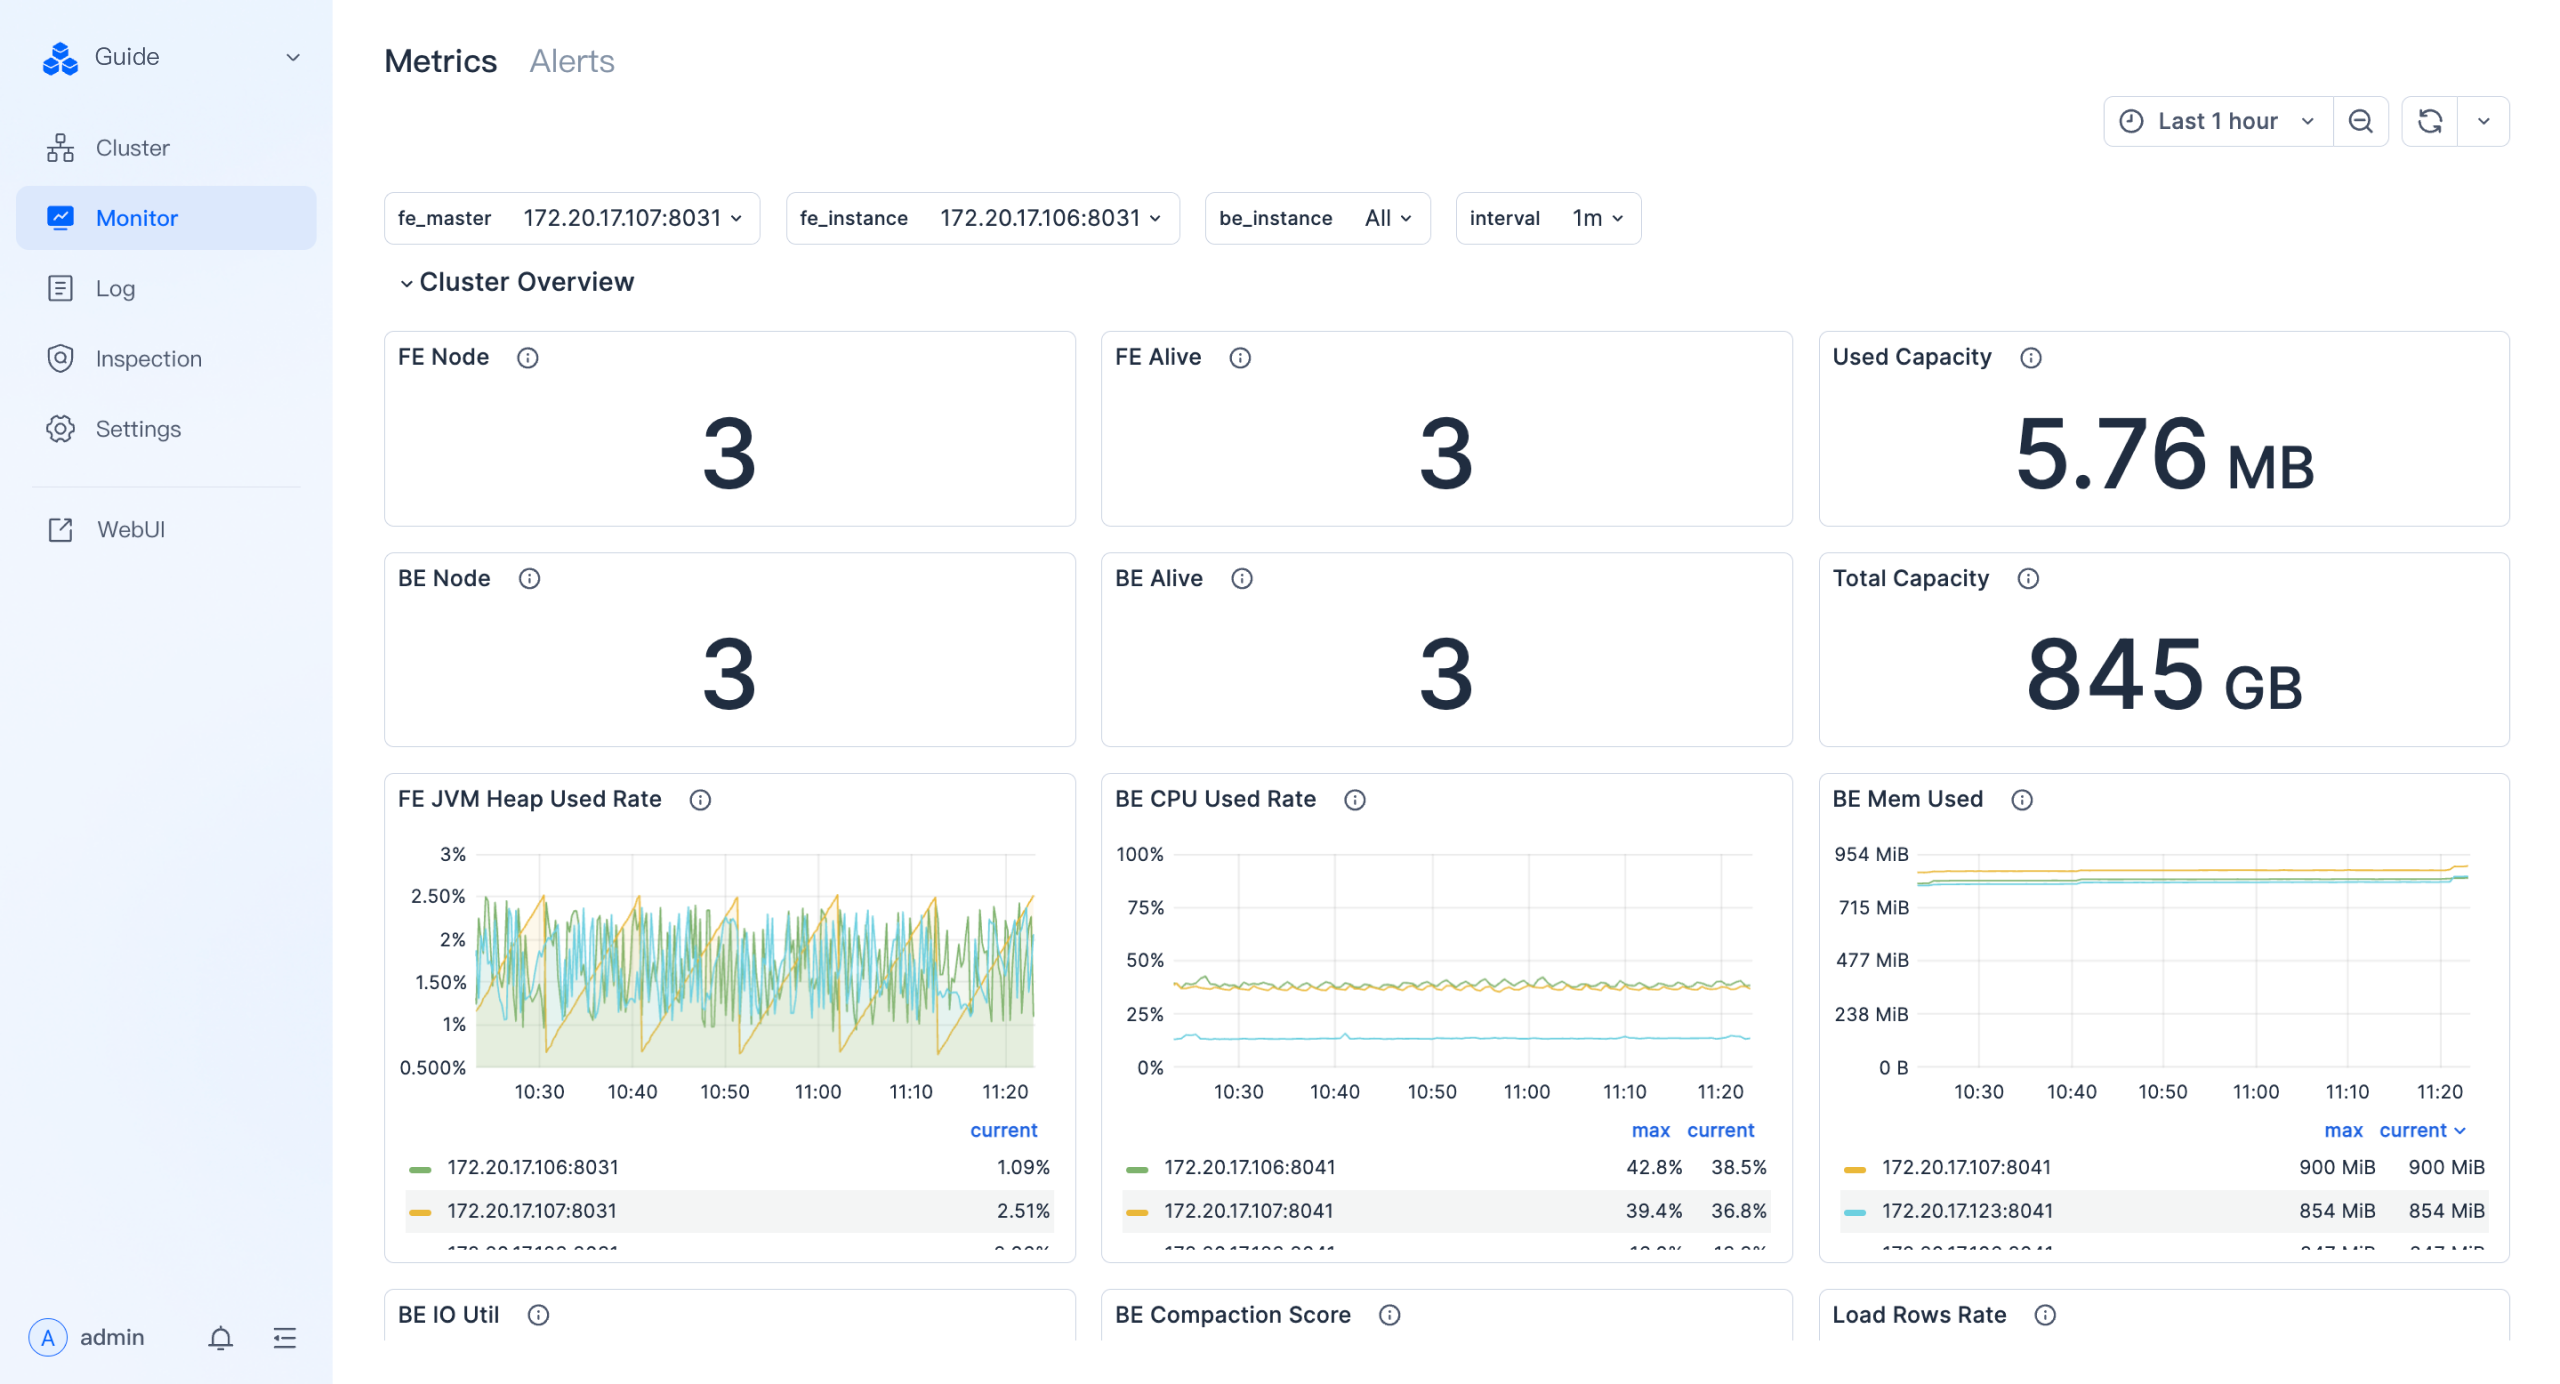 Guide
Cluster
Monitor
Log
Inspection
Settings
WebUI
A admin
Metrics Alerts
Last 1 hour
fe_master 172.20.17.107:8031 fe_instance 172.20.17.106:8031 be_instance All interval 1m
Cluster Overview
FE Node
3
FE Alive
3
Used Capacity
5.76 MB
BE Node
3
BE Alive
3
Total Capacity
845 GB
FE JVM Heap Used Rate
3%
2.50%
2%
1.50%
1%
0.500%
10:30 10:40 10:50 11:00 11:10 11:20
current
172.20.17.106:8031 1.09%
172.20.17.107:8031 2.51%
BE CPU Used Rate
100%
75%
50%
25%
0%
10:30 10:40 10:50 11:00 11:10 11:20
max current
172.20.17.106:8041 42.8% 38.5%
172.20.17.107:8041 39.4% 36.8%
BE Mem Used
954 MiB
715 MiB
477 MiB
238 MiB
0 B
10:30 10:40 10:50 11:00 11:10 11:20
max current
172.20.17.107:8041 900 MiB 900 MiB
172.20.17.123:8041 854 MiB 854 MiB
BE IO Util
BE Compaction Score
Load Rows Rate